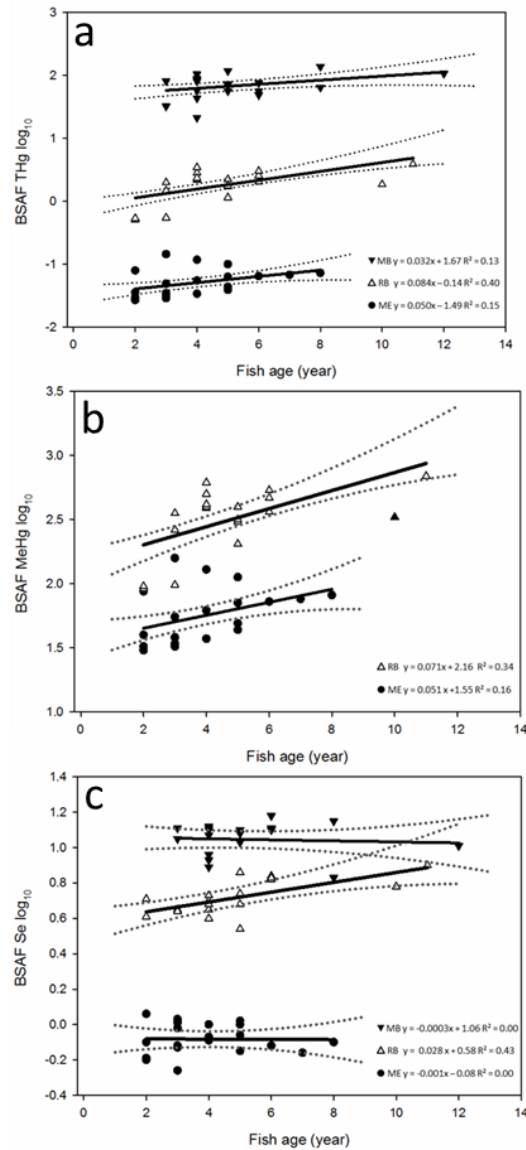 a
BSAF THg log10
3
2
1
0
-1
-2
▼ MB y = 0.032x + 1.67 R² = 0.13
△ RB y = 0.084x − 0.14 R² = 0.40
● ME y = 0.050x − 1.49 R² = 0.15
0 2 4 6 8 10 12 14
Fish age (year)
b
BSAF MeHg log10
3.5
3.0
2.5
2.0
1.5
1.0
△ RB y = 0.071x + 2.16 R² = 0.34
● ME y = 0.051 x + 1.55 R² = 0.16
0 2 4 6 8 10 12 14
Fish age (year)
c
BSAF Se log10
1.4
1.2
1.0
0.8
0.6
0.4
0.0
-0.2
-0.4
▼ MB y = -0.0003x + 1.06 R² = 0.00
△ RB y = 0.028 x + 0.58 R² = 0.43
● ME y = -0.001x − 0.08 R² = 0.00
0 2 4 6 8 10 12 14
Fish age (year)